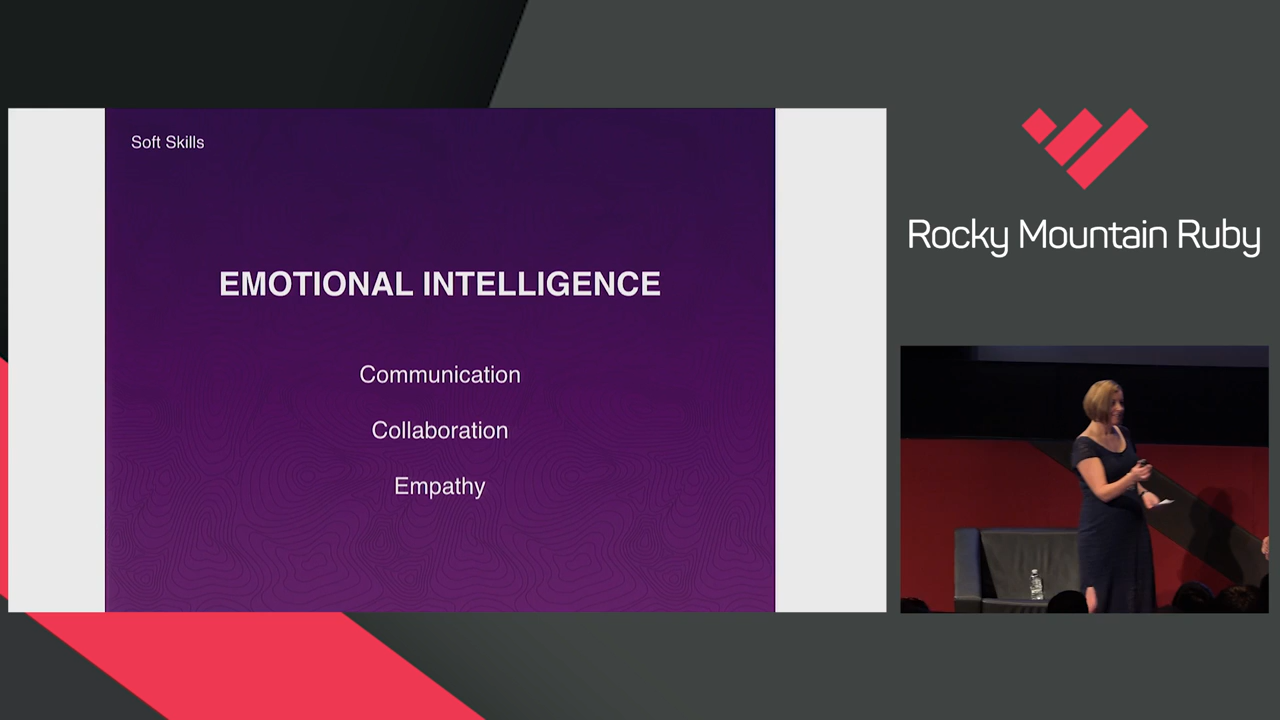 Soft Skills
EMOTIONAL INTELLIGENCE
Communication
Collaboration
Empathy
Rocky Mountain Ruby